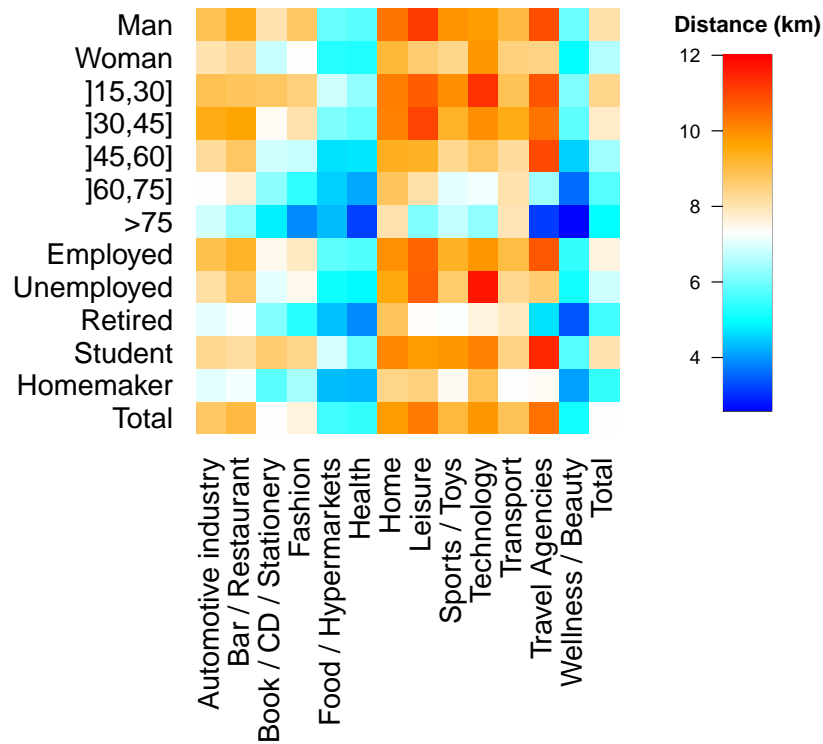 Distance (km)
Man
Woman
]15,30]
]30,45]
]45,60]
]60,75]
>75
Employed
Unemployed
Retired
Student
Homemaker
Total
12
10
8
6
4
Automotive industry
Bar / Restaurant
Book / CD / Stationery
Fashion
Food / Hypermarkets
Health
Home
Leisure
Sports / Toys
Technology
Transport
Travel Agencies
Wellness / Beauty
Total